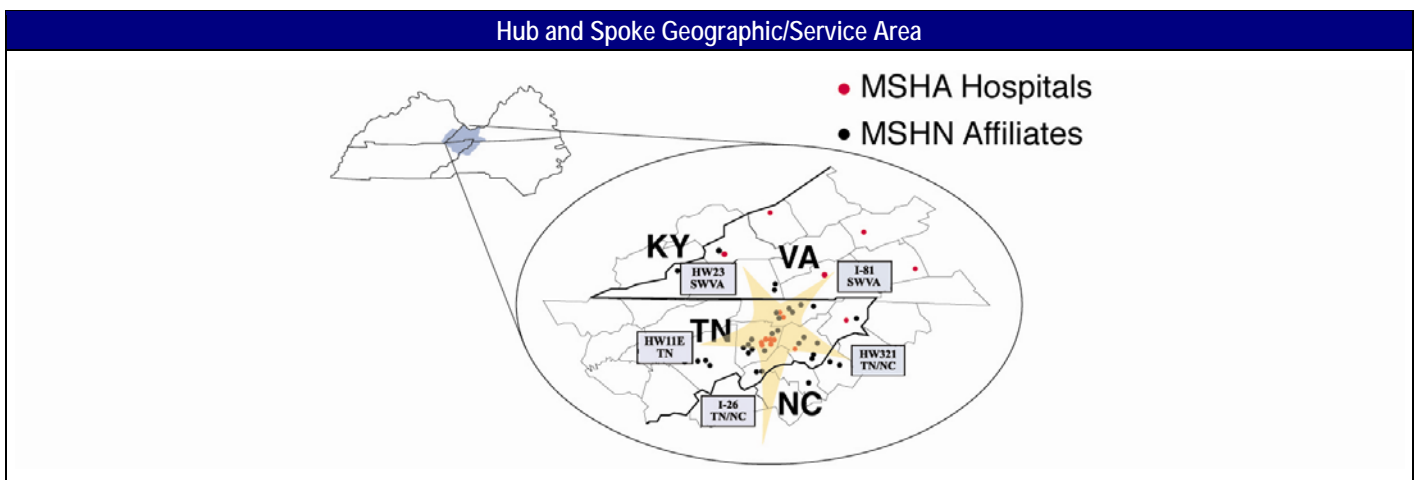 Hub and Spoke Geographic/Service Area
MSHA Hospitals
MSHN Affiliates
KY
VA
HW23
SWVA
I-81
SWVA
TN
HW11E
TN
HW321
TN/NC
I-26
TN/NC
NC